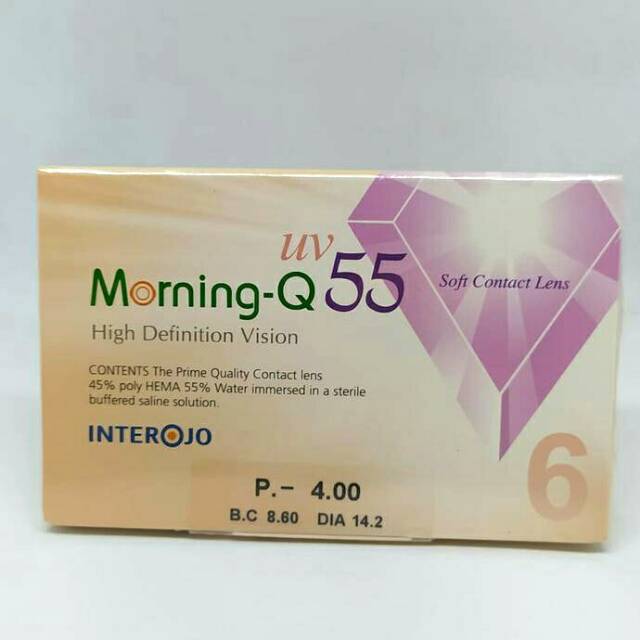 uv
Morning-Q 55
Soft Contact Lens
High Definition Vision
CONTENTS The Prime Quality Contact lens
45% poly HEMA 55% Water immersed in a sterile
buffered saline solution.
INTEROJO
6
P.- 4.00
B.C 8.60 DIA 14.2